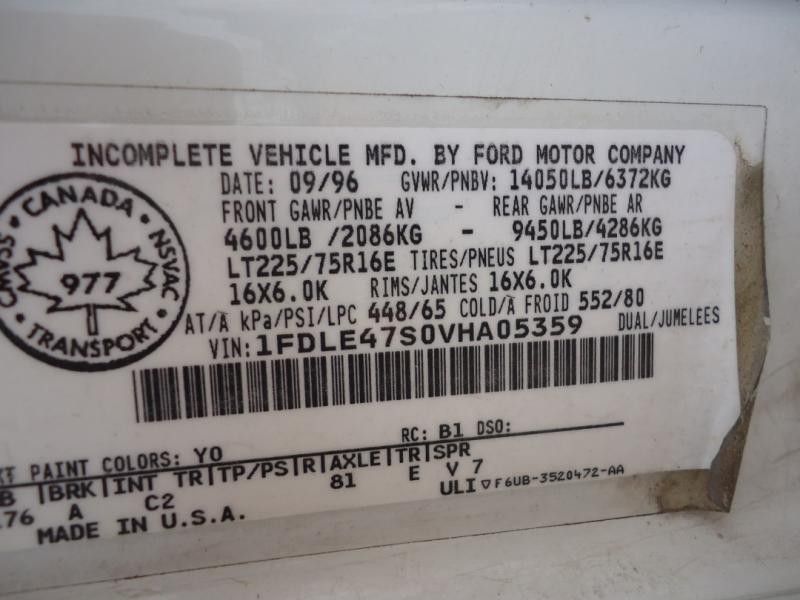 INCOMPLETE VEHICLE MFD. BY FORD MOTOR COMPANY
DATE: 09/96 GVWR/PNBV: 14050LB/6372KG
FRONT GAWR/PNBE AV - REAR GAWR/PNBE AR
4600LB /2086KG - 9450LB/4286KG
LT225/75R16E TIRES/PNEUS LT225/75R16E
16X6.0K RIMS/JANTES 16X6.0K
AT/À kPa/PSI/LPC 448/65 COLD/À FROID 552/80
VIN: 1FDLE47S0VHA05359 DUAL/JUMELEES
CANADA
CMVSS NSVAC
977
TRANSPORT
RC: B1 DSO:
PAINT COLORS: YO
BRK INT TR TP/PS R AXLE TR SPR
176 A C2 81 E V 7
MADE IN U.S.A. ULI ▽ F6UB-3520472-AA